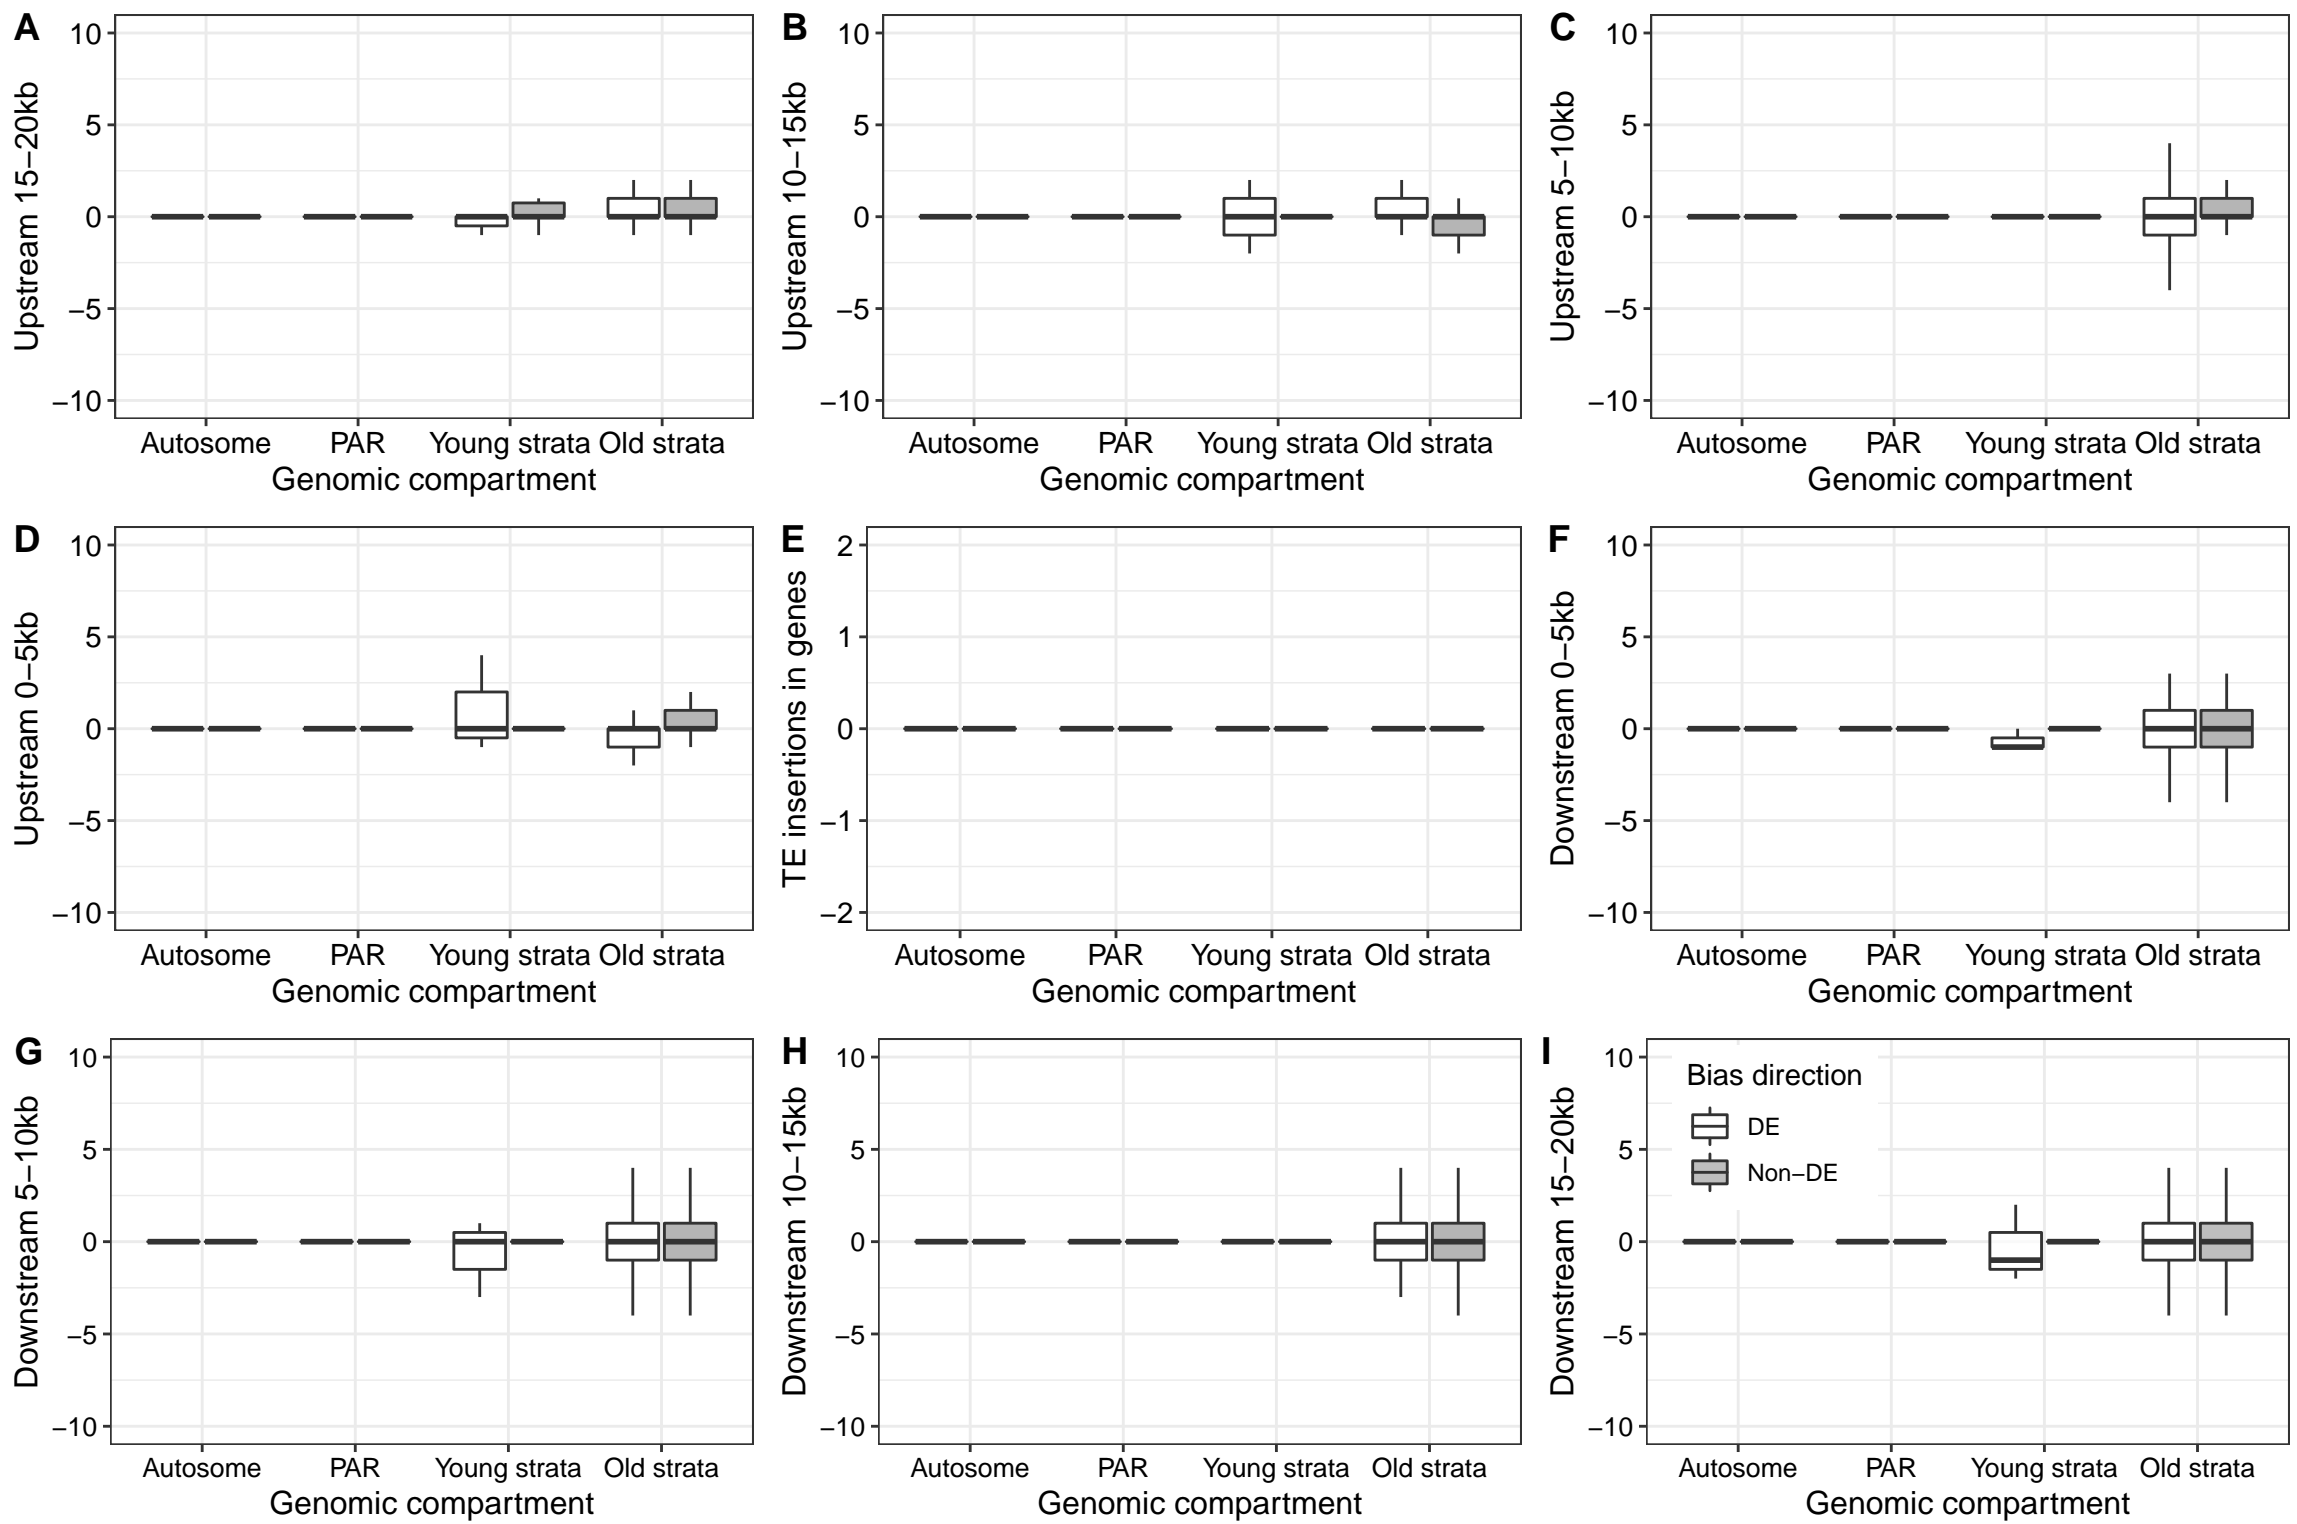 A
Upstream 15−20kb
10
5
0
−5
−10
Autosome PAR Young strata Old strata
Genomic compartment
B
Upstream 10−15kb
10
5
0
−5
−10
Autosome PAR Young strata Old strata
Genomic compartment
C
Upstream 5−10kb
10
5
0
−5
−10
Autosome PAR Young strata Old strata
Genomic compartment
D
Upstream 0−5kb
10
5
0
−5
−10
Autosome PAR Young strata Old strata
Genomic compartment
E
TE insertions in genes
2
1
0
−1
−2
Autosome PAR Young strata Old strata
Genomic compartment
F
Downstream 0−5kb
10
5
0
−5
−10
Autosome PAR Young strata Old strata
Genomic compartment
G
Downstream 5−10kb
10
5
0
−5
−10
Autosome PAR Young strata Old strata
Genomic compartment
H
Downstream 10−15kb
10
5
0
−5
−10
Autosome PAR Young strata Old strata
Genomic compartment
I
Downstream 15−20kb
10
5
0
−5
−10
Bias direction
DE
Non−DE
Autosome PAR Young strata Old strata
Genomic compartment